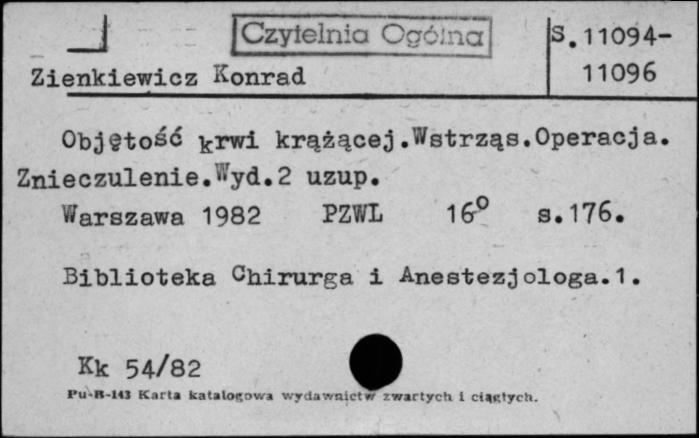 Czytelnia Ogólna
S.11094-
11096
Zienkiewicz Konrad
Objętość krwi krążącej.Wstrząs.Operacja.
Znieczulenie.Wyd.2 uzup.
Warszawa 1982 PZWL 16° s.176.
Biblioteka Chirurga i Anestezjologa.1.
Kk 54/82
Pu-B-143 Karta katalogowa wydawnictw zwartych i ciągłych.